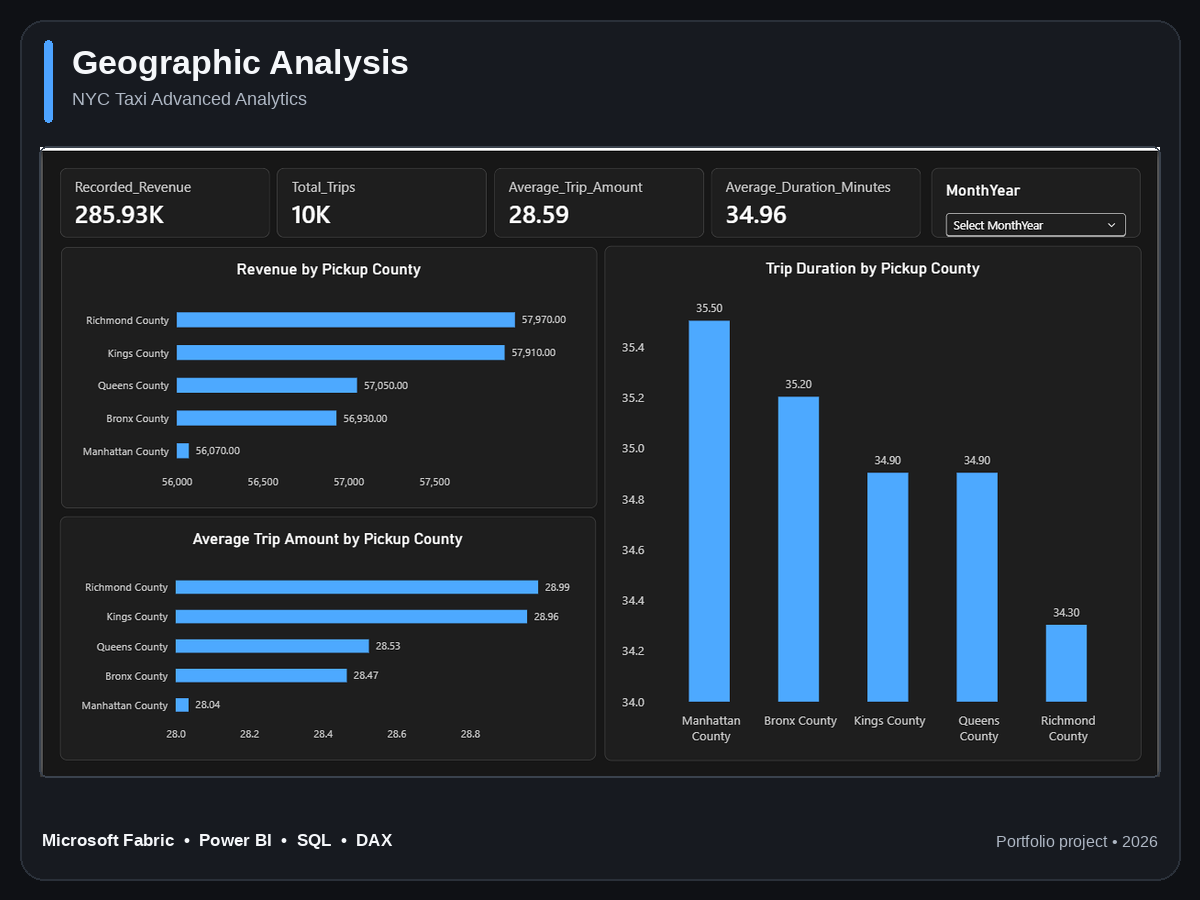 Geographic Analysis
NYC Taxi Advanced Analytics
Recorded_Revenue
285.93K
Total_Trips
10K
Average_Trip_Amount
28.59
Average_Duration_Minutes
34.96
MonthYear
Select MonthYear
Revenue by Pickup County
Richmond County 57,970.00
Kings County 57,910.00
Queens County 57,050.00
Bronx County 56,930.00
Manhattan County 56,070.00
56,000 56,500 57,000 57,500
Average Trip Amount by Pickup County
Richmond County 28.99
Kings County 28.96
Queens County 28.53
Bronx County 28.47
Manhattan County 28.04
28.0 28.2 28.4 28.6 28.8
Trip Duration by Pickup County
35.50
35.4
35.20
35.2
35.0
34.90 34.90
34.8
34.6
34.4
34.30
34.2
34.0
Manhattan County
Bronx County
Kings County
Queens County
Richmond County
Microsoft Fabric • Power BI • SQL • DAX
Portfolio project • 2026